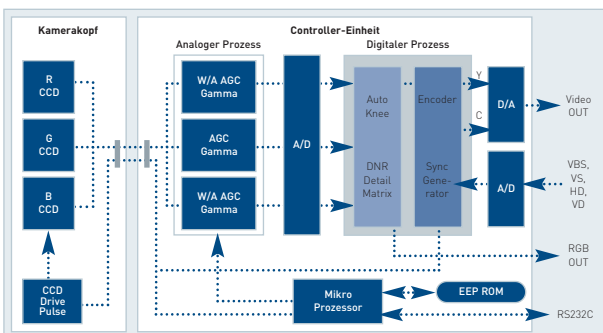 Kamerakopf
Controller-Einheit
Analoger Prozess
Digitaler Prozess
R
CCD
G
CCD
B
CCD
CCD
Drive
Pulse
W/A AGC
Gamma
AGC
Gamma
W/A AGC
Gamma
A/D
Auto
Knee
DNR
Detail
Matrix
Encoder
Sync
Gene-
rator
Y
C
D/A
A/D
Video
OUT
VBS,
VS,
HD,
VD
RGB
OUT
Mikro
Prozessor
EEP ROM
RS232C